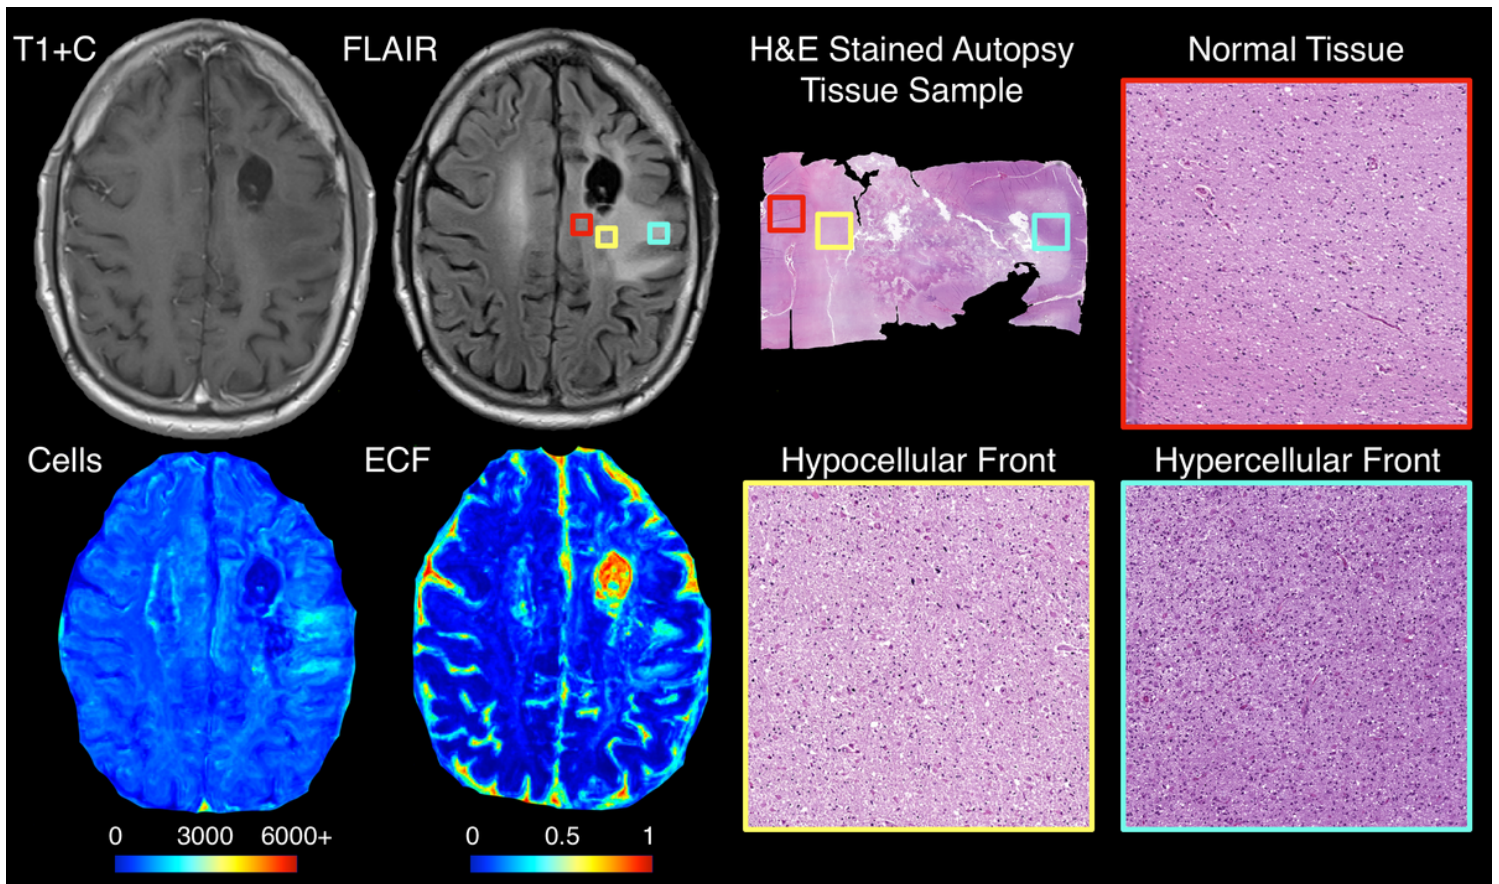 T1+C
FLAIR
H&E Stained Autopsy
Tissue Sample
Normal Tissue
Cells
ECF
Hypocellular Front
Hypercellular Front
0 3000 6000+
0 0.5 1